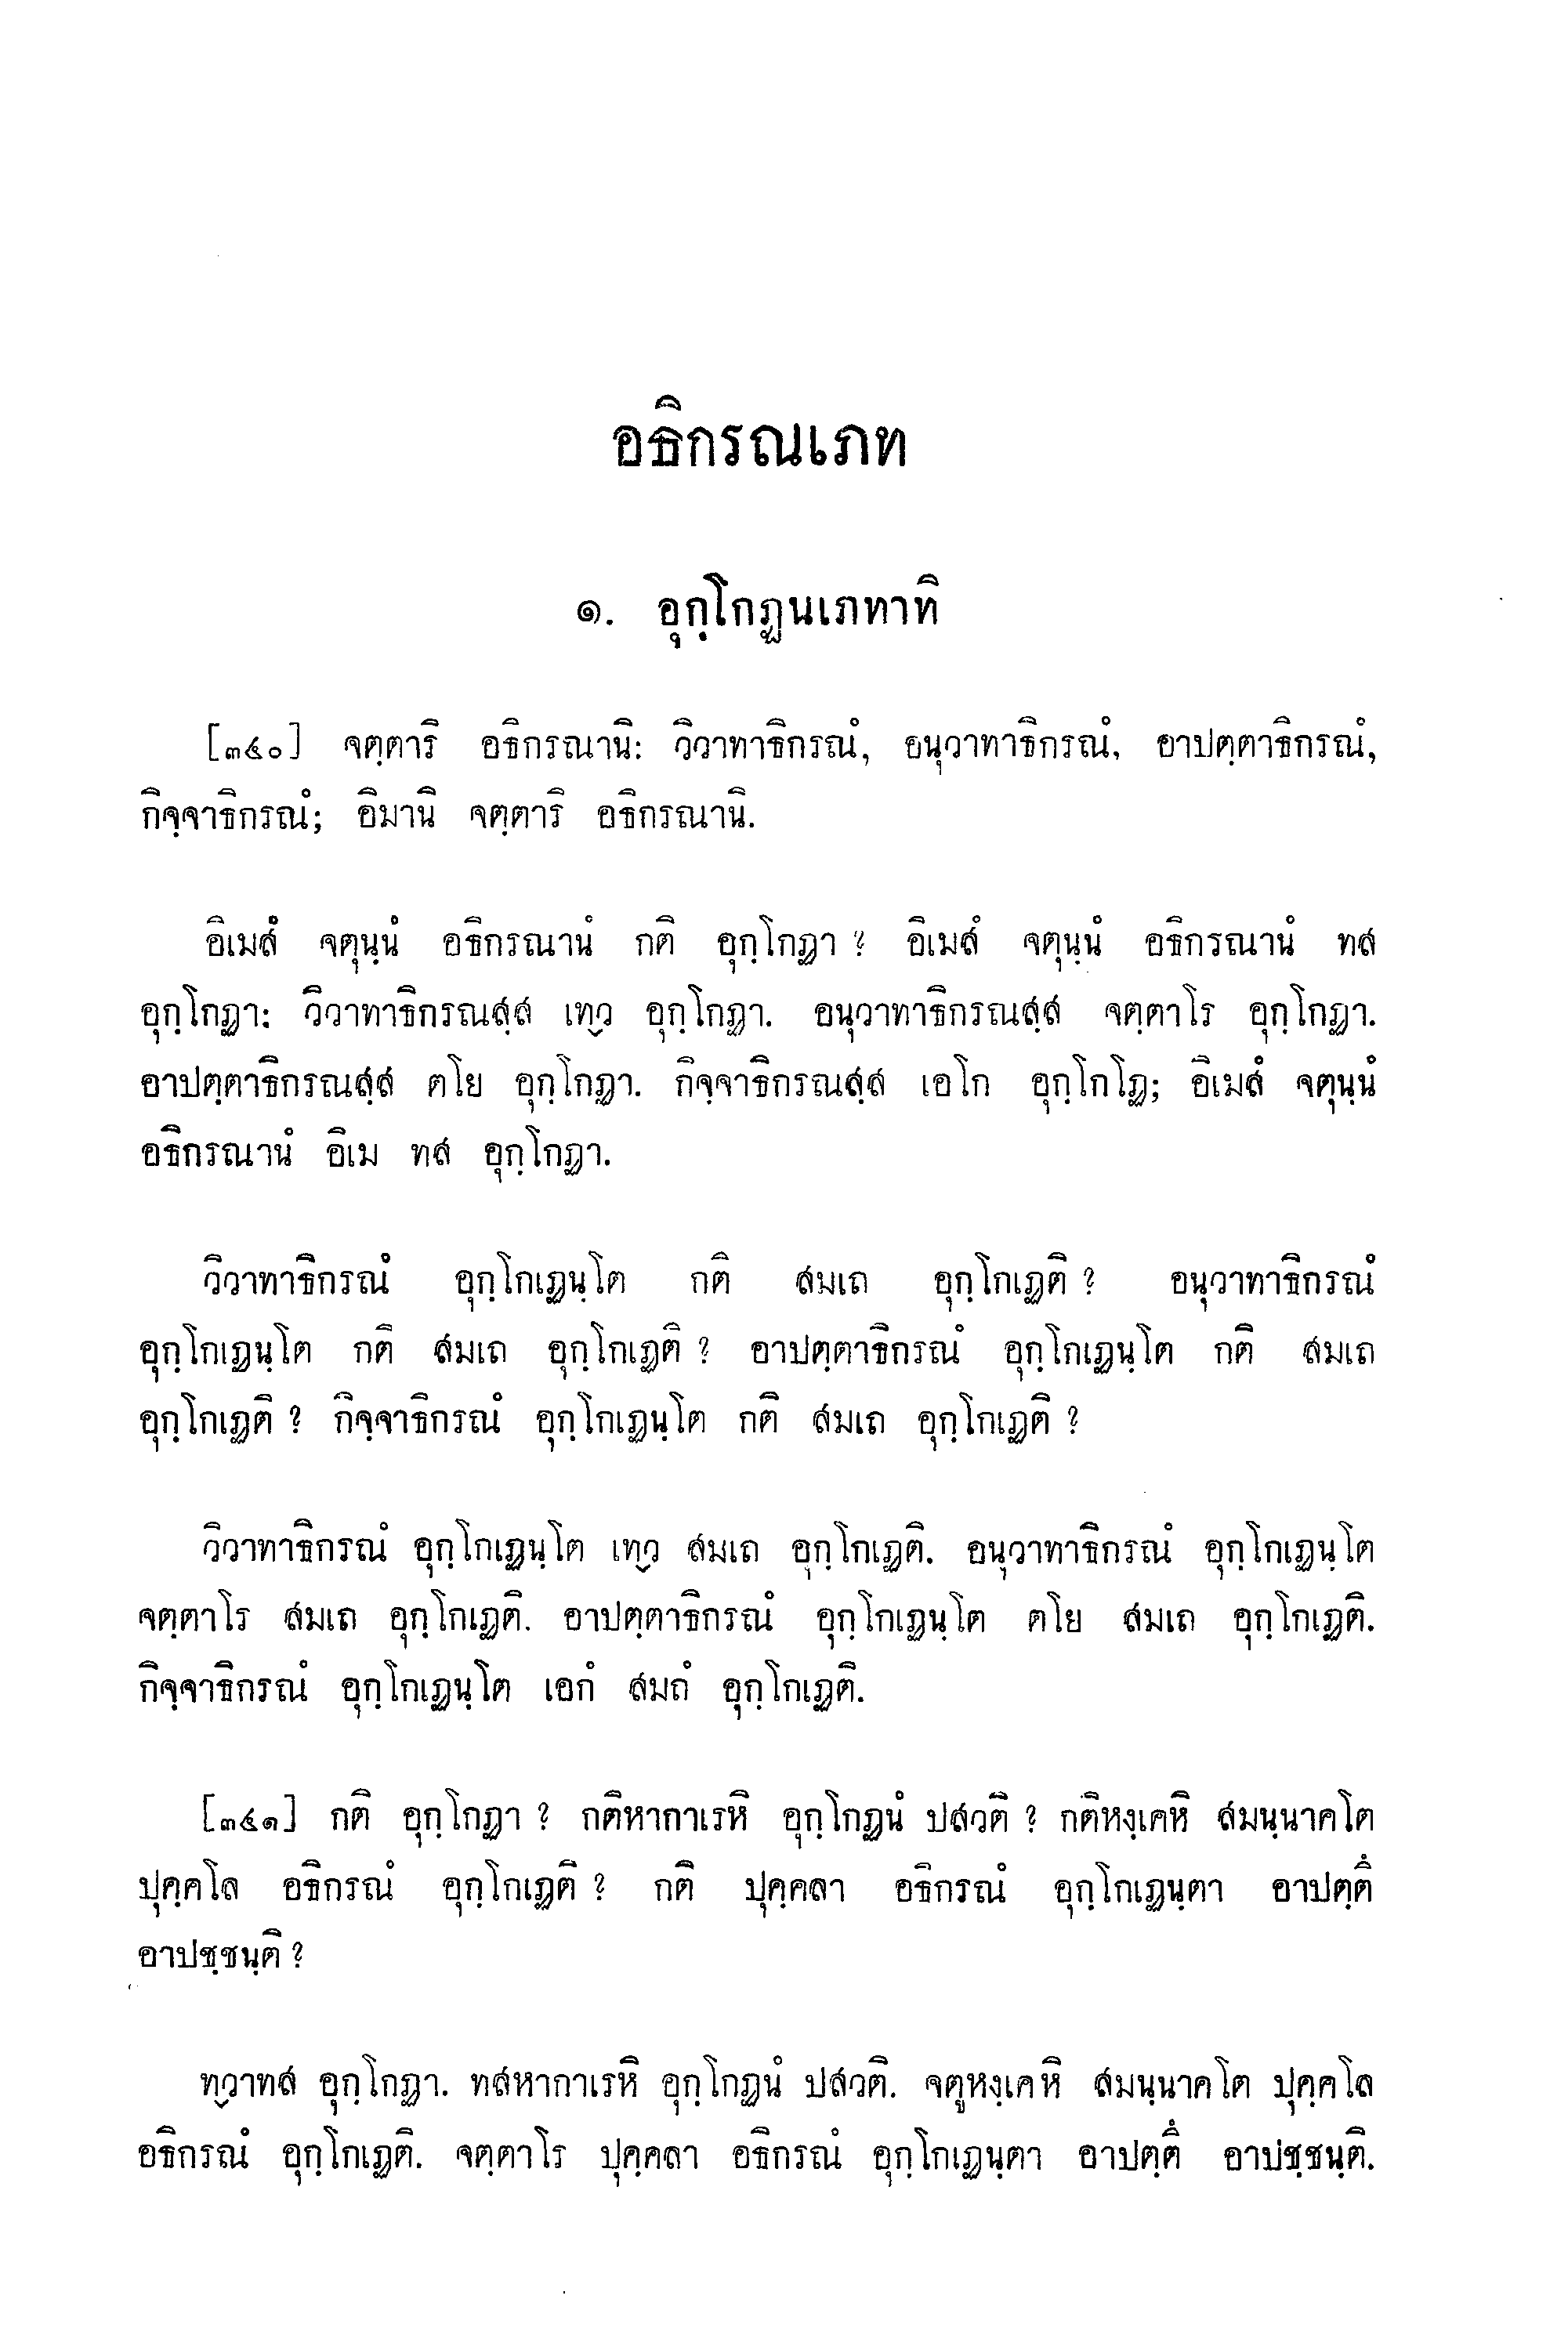 อธิกรณเภท
๑. อุกฺโกฏนเภทาทิ
[๓๔๐] จตฺตาริ อธิกรณานิ: วิวาทาธิกรณํ, อนุวาทาธิกรณํ, อาปตฺตาธิกรณํ,
กิจฺจาธิกรณํ; อิมานิ จตฺตาริ อธิกรณานิ.
อิเมสํ จตุนฺนํ อธิกรณานํ กติ อุกฺโกฏา ? อิเมสํ จตุนฺนํ อธิกรณานํ ทส
อุกฺโกฏา: วิวาทาธิกรณสฺส เทฺว อุกฺโกฏา. อนุวาทาธิกรณสฺส จตฺตาโร อุกฺโกฏา.
อาปตฺตาธิกรณสฺส ตโย อุกฺโกฏา. กิจฺจาธิกรณสฺส เอโก อุกฺโกโฏ; อิเมสํ จตุนฺนํ
อธิกรณานํ อิเม ทส อุกฺโกฏา.
วิวาทาธิกรณํ อุกฺโกเฏนฺโต กติ สมเถ อุกฺโกเฏติ ? อนุวาทาธิกรณํ
อุกฺโกเฏนฺโต กติ สมเถ อุกฺโกเฏติ ? อาปตฺตาธิกรณํ อุกฺโกเฏนฺโต กติ สมเถ
อุกฺโกเฏติ ? กิจฺจาธิกรณํ อุกฺโกเฏนฺโต กติ สมเถ อุกฺโกเฏติ ?
วิวาทาธิกรณํ อุกฺโกเฏนฺโต เทฺว สมเถ อุกฺโกเฏติ. อนุวาทาธิกรณํ อุกฺโกเฏนฺโต
จตฺตาโร สมเถ อุกฺโกเฏติ. อาปตฺตาธิกรณํ อุกฺโกเฏนฺโต ตโย สมเถ อุกฺโกเฏติ.
กิจฺจาธิกรณํ อุกฺโกเฏนฺโต เอกํ สมถํ อุกฺโกเฏติ.
[๓๔๑] กติ อุกฺโกฏา ? กติหากาเรหิ อุกฺโกฏนํ ปสวติ ? กติหงฺเคหิ สมนฺนาคโต
ปุคฺคโล อธิกรณํ อุกฺโกเฏติ ? กติ ปุคฺคลา อธิกรณํ อุกฺโกเฏนฺตา อาปตฺตึ
อาปชฺชนฺติ ?
ทฺวาทส อุกฺโกฏา. ทสหากาเรหิ อุกฺโกฏนํ ปสวติ. จตูหงฺเคหิ สมนฺนาคโต ปุคฺคโล
อธิกรณํ อุกฺโกเฏติ. จตฺตาโร ปุคฺคลา อธิกรณํ อุกฺโกเฏนฺตา อาปตฺตึ อาปชฺชนฺติ.